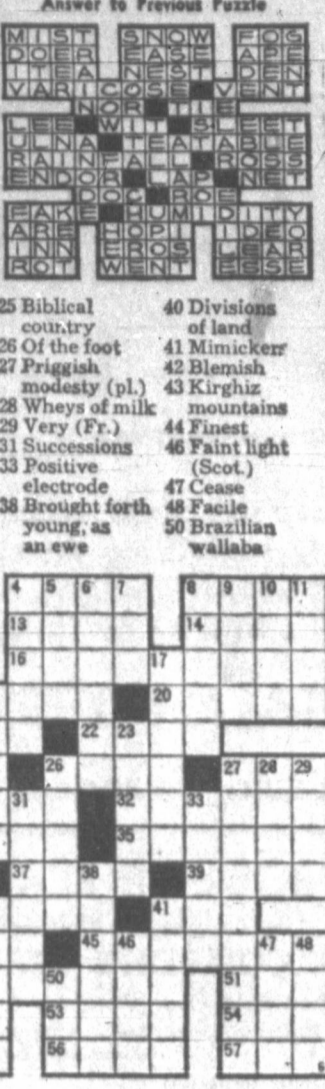 Answer to Previous Puzzle
MIST SNOW FOS
DOER EASE APE
ITEA NEST DEN
VARICOSE VENT
NOR TIE
LEE WIT SLEET
ULNA TEATABLE
RAINFALL ROSS
ENDOR LAP NET
DOC ROE
FAKE HUMIDITY
ARE HOPI IDEO
INN EROS LEAR
ROT WENT ESSE
25 Biblical
country
26 Of the foot
27 Priggish
modesty (pl.)
28 Wheys of milk
29 Very (Fr.)
31 Successions
33 Positive
electrode
38 Brought forth
young, as
an ewe
40 Divisions
of land
41 Mimicker
42 Blemish
43 Kirghiz
mountains
44 Finest
46 Faint light
(Scot.)
47 Cease
48 Facile
50 Brazilian
wallaba
4 5 6 7 8 9 10 11
13 14
16 17
20
22 23
26 27 28 29
31 32 33
35
37 38 39
41
45 46 47 48
50 51
53 54
56 57